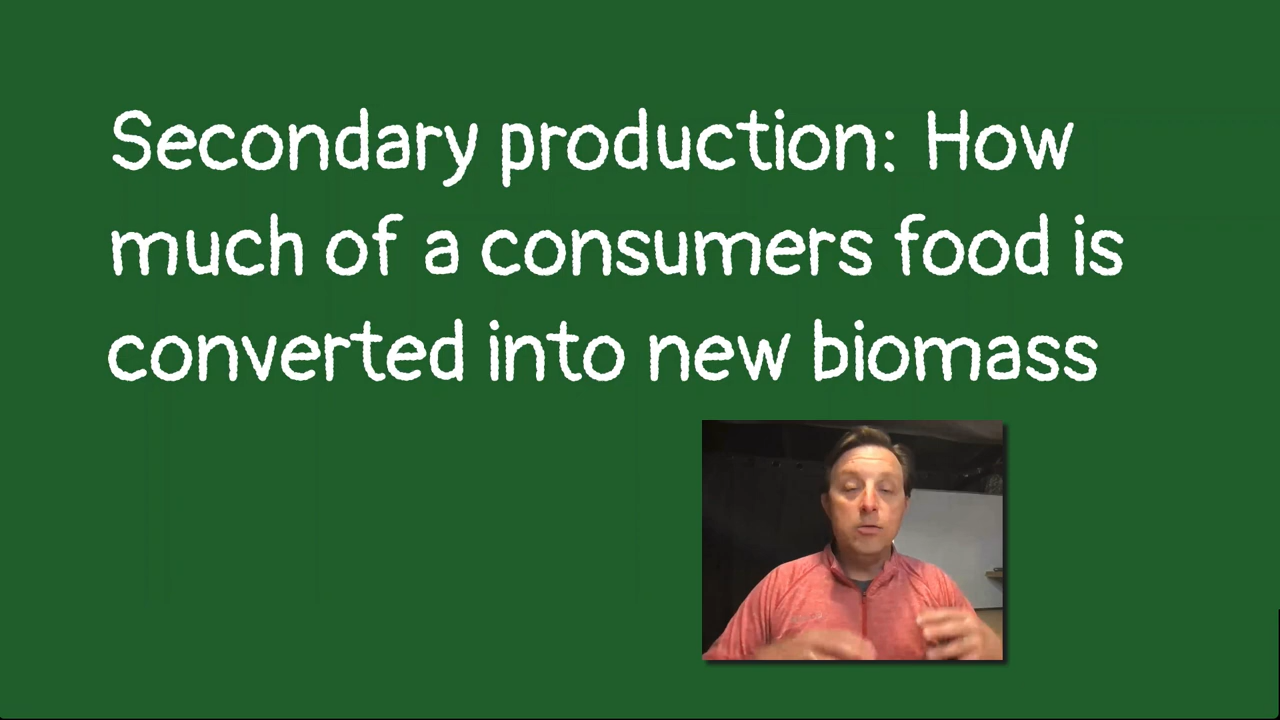 Secondary production: How
much of a consumers food is
converted into new biomass